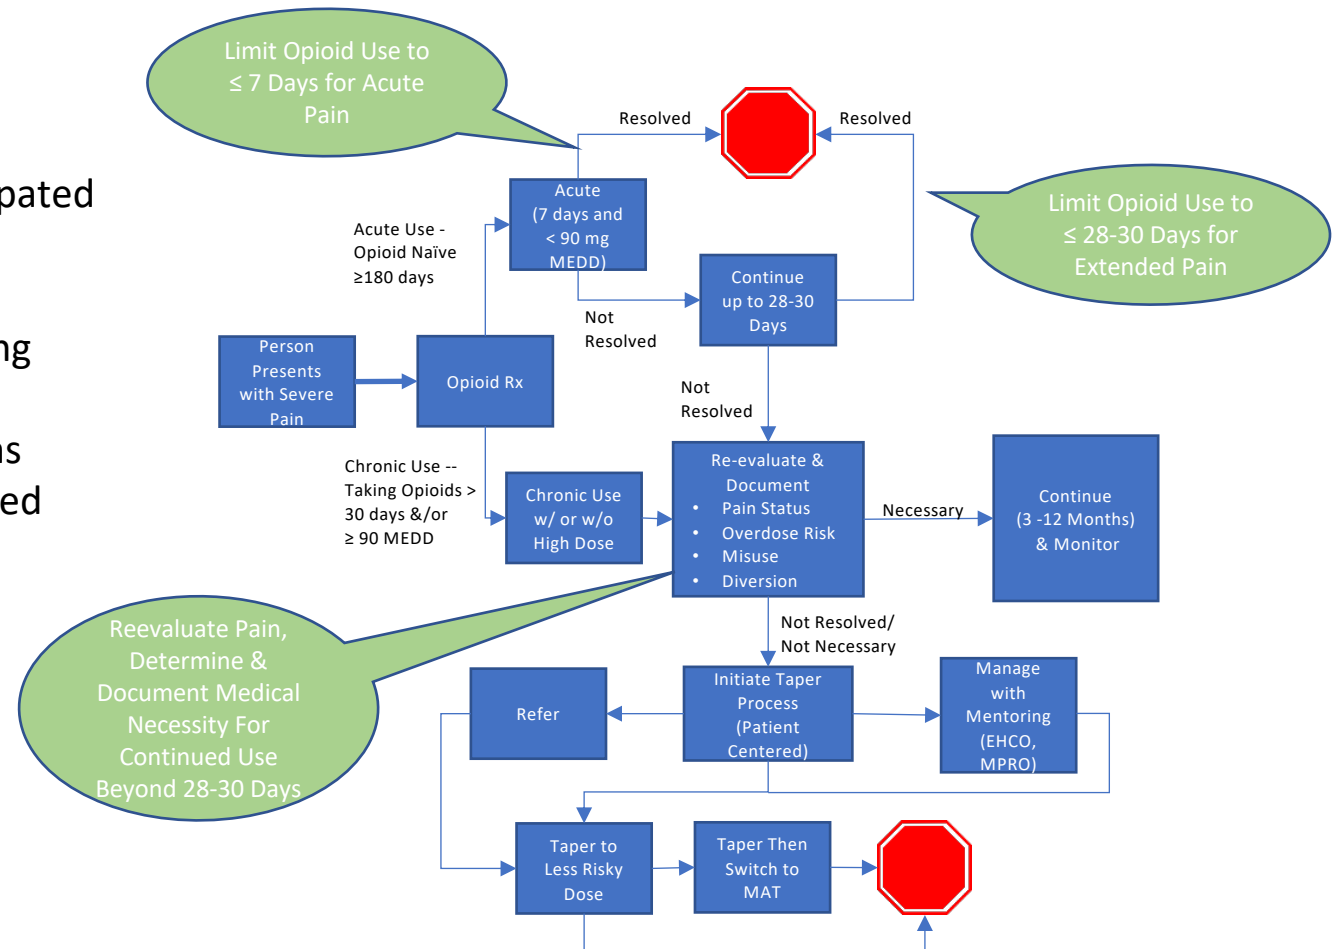 Limit Opioid Use to
≤ 7 Days for Acute
Pain
Resolved
Resolved
pated
ng
ns
ed
Acute Use -
Opioid Naïve
≥180 days
Acute
(7 days and
< 90 mg
MEDD)
Limit Opioid Use to
≤ 28-30 Days for
Extended Pain
Continue
up to 28-30
Days
Not
Resolved
Person
Presents
with Severe
Pain
Opioid Rx
Not
Resolved
Chronic Use --
Taking Opioids >
30 days &/or
≥ 90 MEDD
Chronic Use
w/ or w/o
High Dose
Re-evaluate &
Document
• Pain Status
• Overdose Risk
• Misuse
• Diversion
Necessary
Continue
(3 -12 Months)
& Monitor
Not Resolved/
Not Necessary
Reevaluate Pain,
Determine &
Document Medical
Necessity For
Continued Use
Beyond 28-30 Days
Refer
Initiate Taper
Process
(Patient
Centered)
Manage
with
Mentoring
(EHCO,
MPRO)
Taper to
Less Risky
Dose
Taper Then
Switch to
MAT